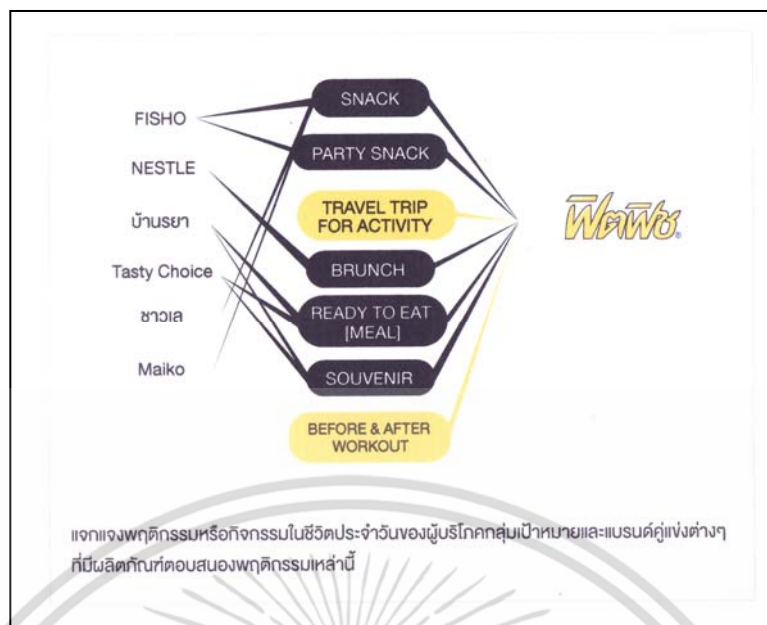 FISHO
NESTLE
บ้านรยา
Tasty Choice
ชาวเล
Maiko
SNACK
PARTY SNACK
TRAVEL TRIP
FOR ACTIVITY
BRUNCH
READY TO EAT
[MEAL]
SOUVENIR
BEFORE & AFTER
WORKOUT
ฟิตฟิช
แจกแจงพฤติกรรมหรือกิจกรรมในชีวิตประจำวันของผู้บริโภคกลุ่มเป้าหมายและแบรนด์คู่แข่งต่างๆ
ที่มีผลิตภัณฑ์ตอบสนองพฤติกรรมเหล่านี้